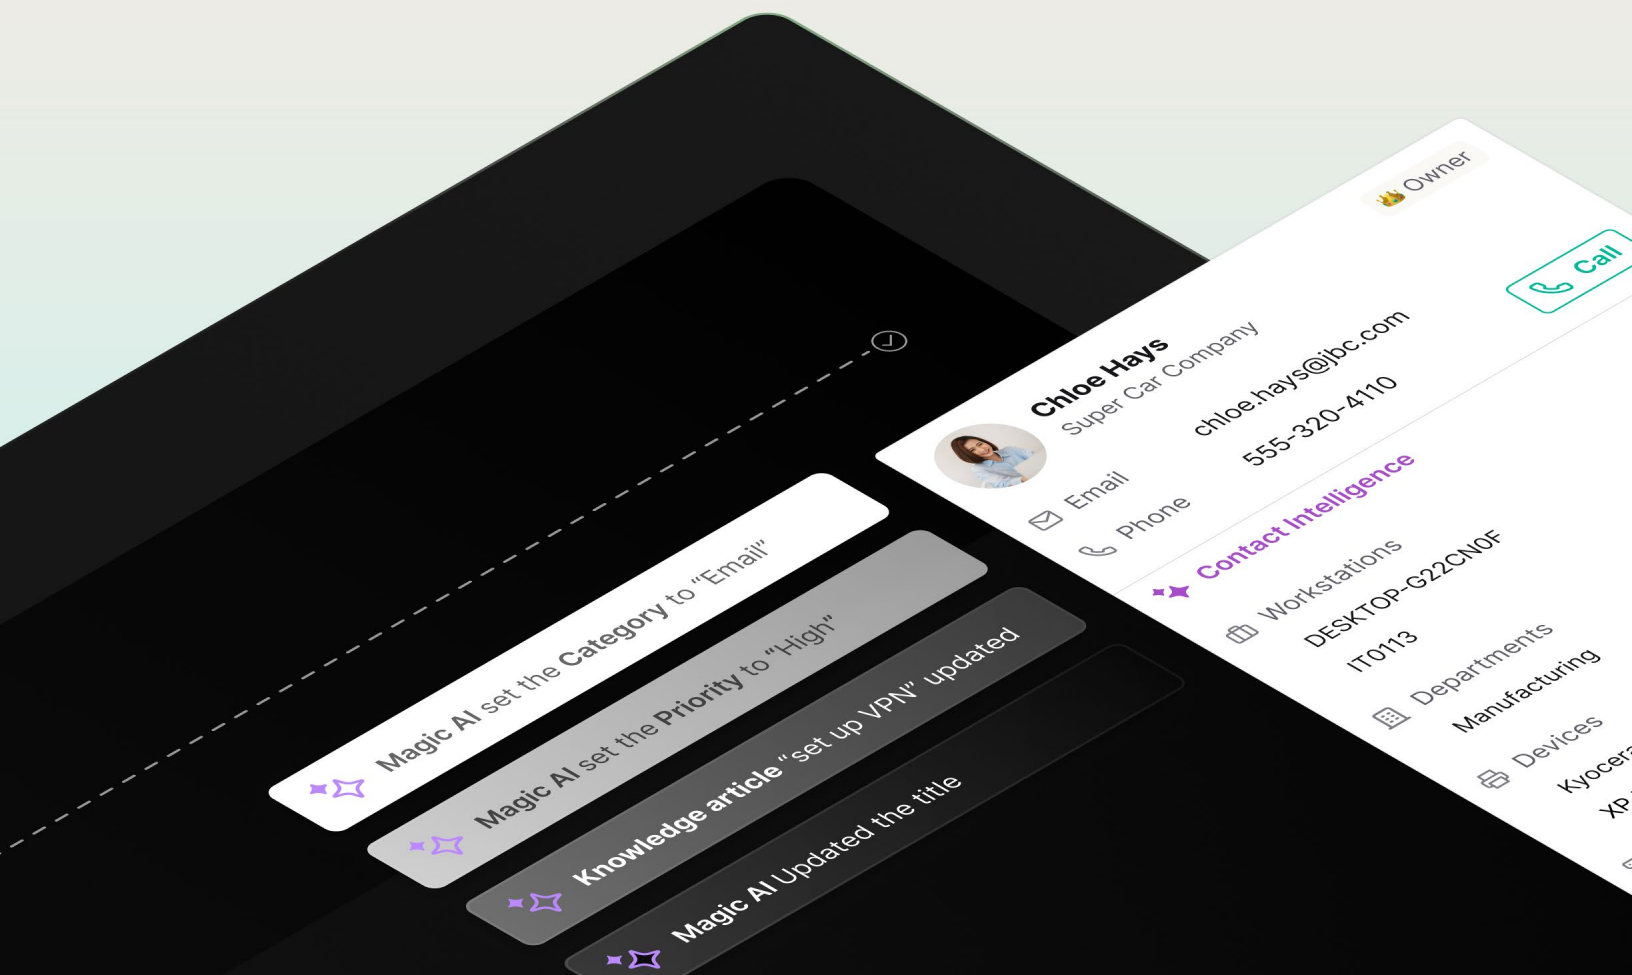 Magic AI set the Category to “Email”
Magic AI set the Priority to “High”
Knowledge article “set up VPN” updated
Magic AI Updated the title
Owner
Chloe Hays
Super Car Company
Call
Email
chloe.hays@jbc.com
Phone
555-320-4110
Contact Intelligence
Workstations
DESKTOP-G22CN0F
IT0113
Departments
Manufacturing
Devices
Kyocera
XP